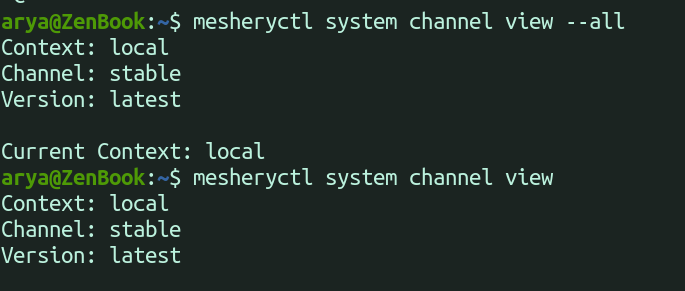 arya@ZenBook:~$ mesheryctl system channel view --all
Context: local
Channel: stable
Version: latest
Current Context: local
arya@ZenBook:~$ mesheryctl system channel view
Context: local
Channel: stable
Version: latest